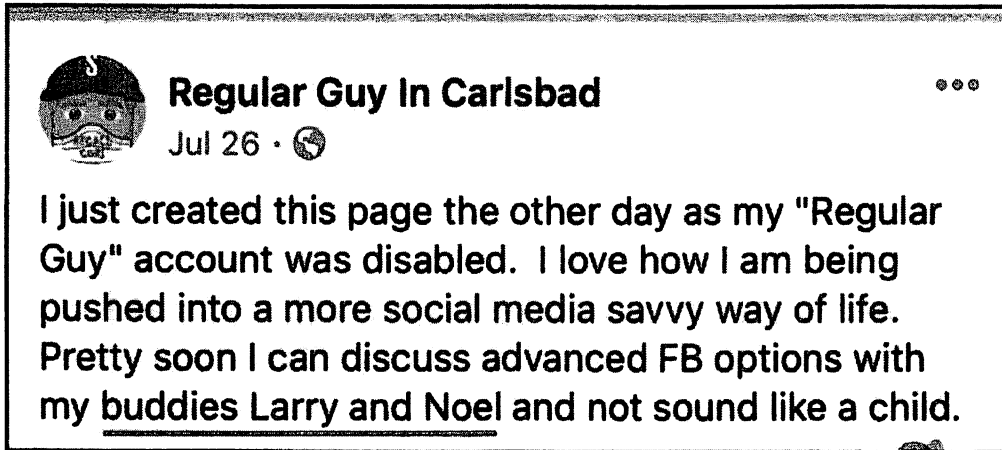 Regular Guy In Carlsbad
Jul 26 ·
I just created this page the other day as my "Regular
Guy" account was disabled.  I love how I am being
pushed into a more social media savvy way of life.
Pretty soon I can discuss advanced FB options with
my buddies Larry and Noel and not sound like a child.